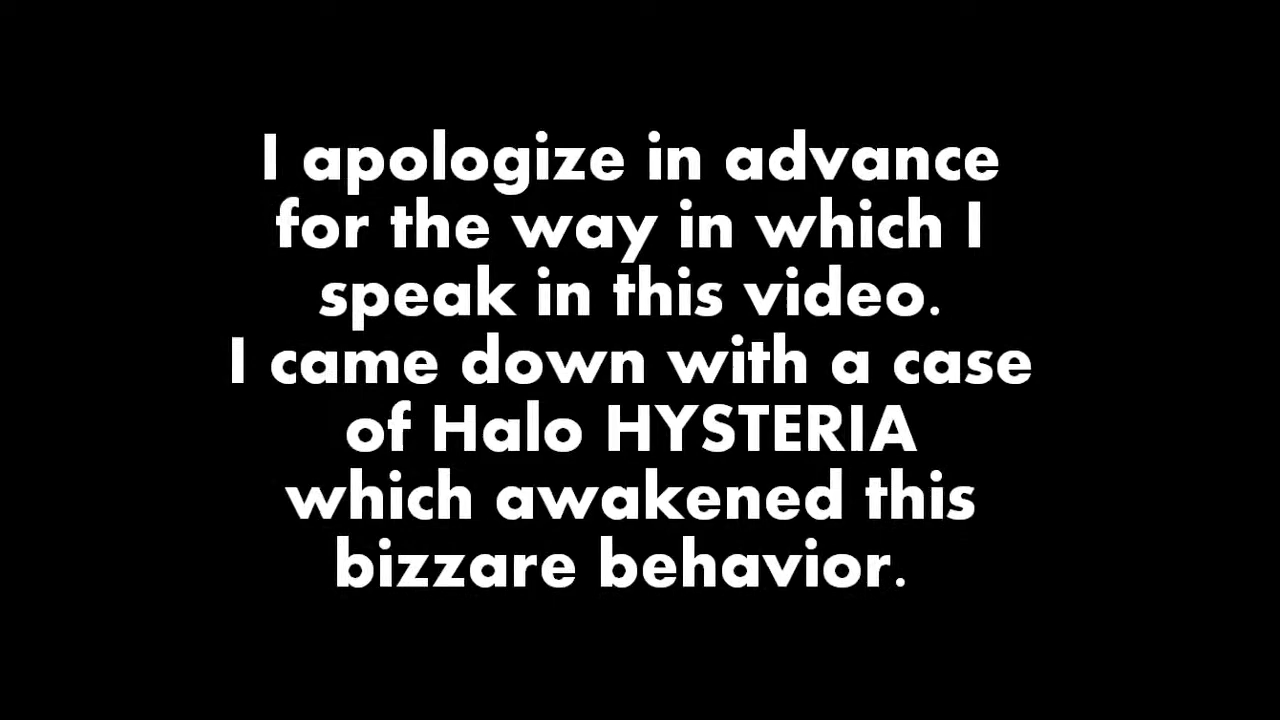 I apologize in advance
for the way in which I
speak in this video.
I came down with a case
of Halo HYSTERIA
which awakened this
bizzare behavior.